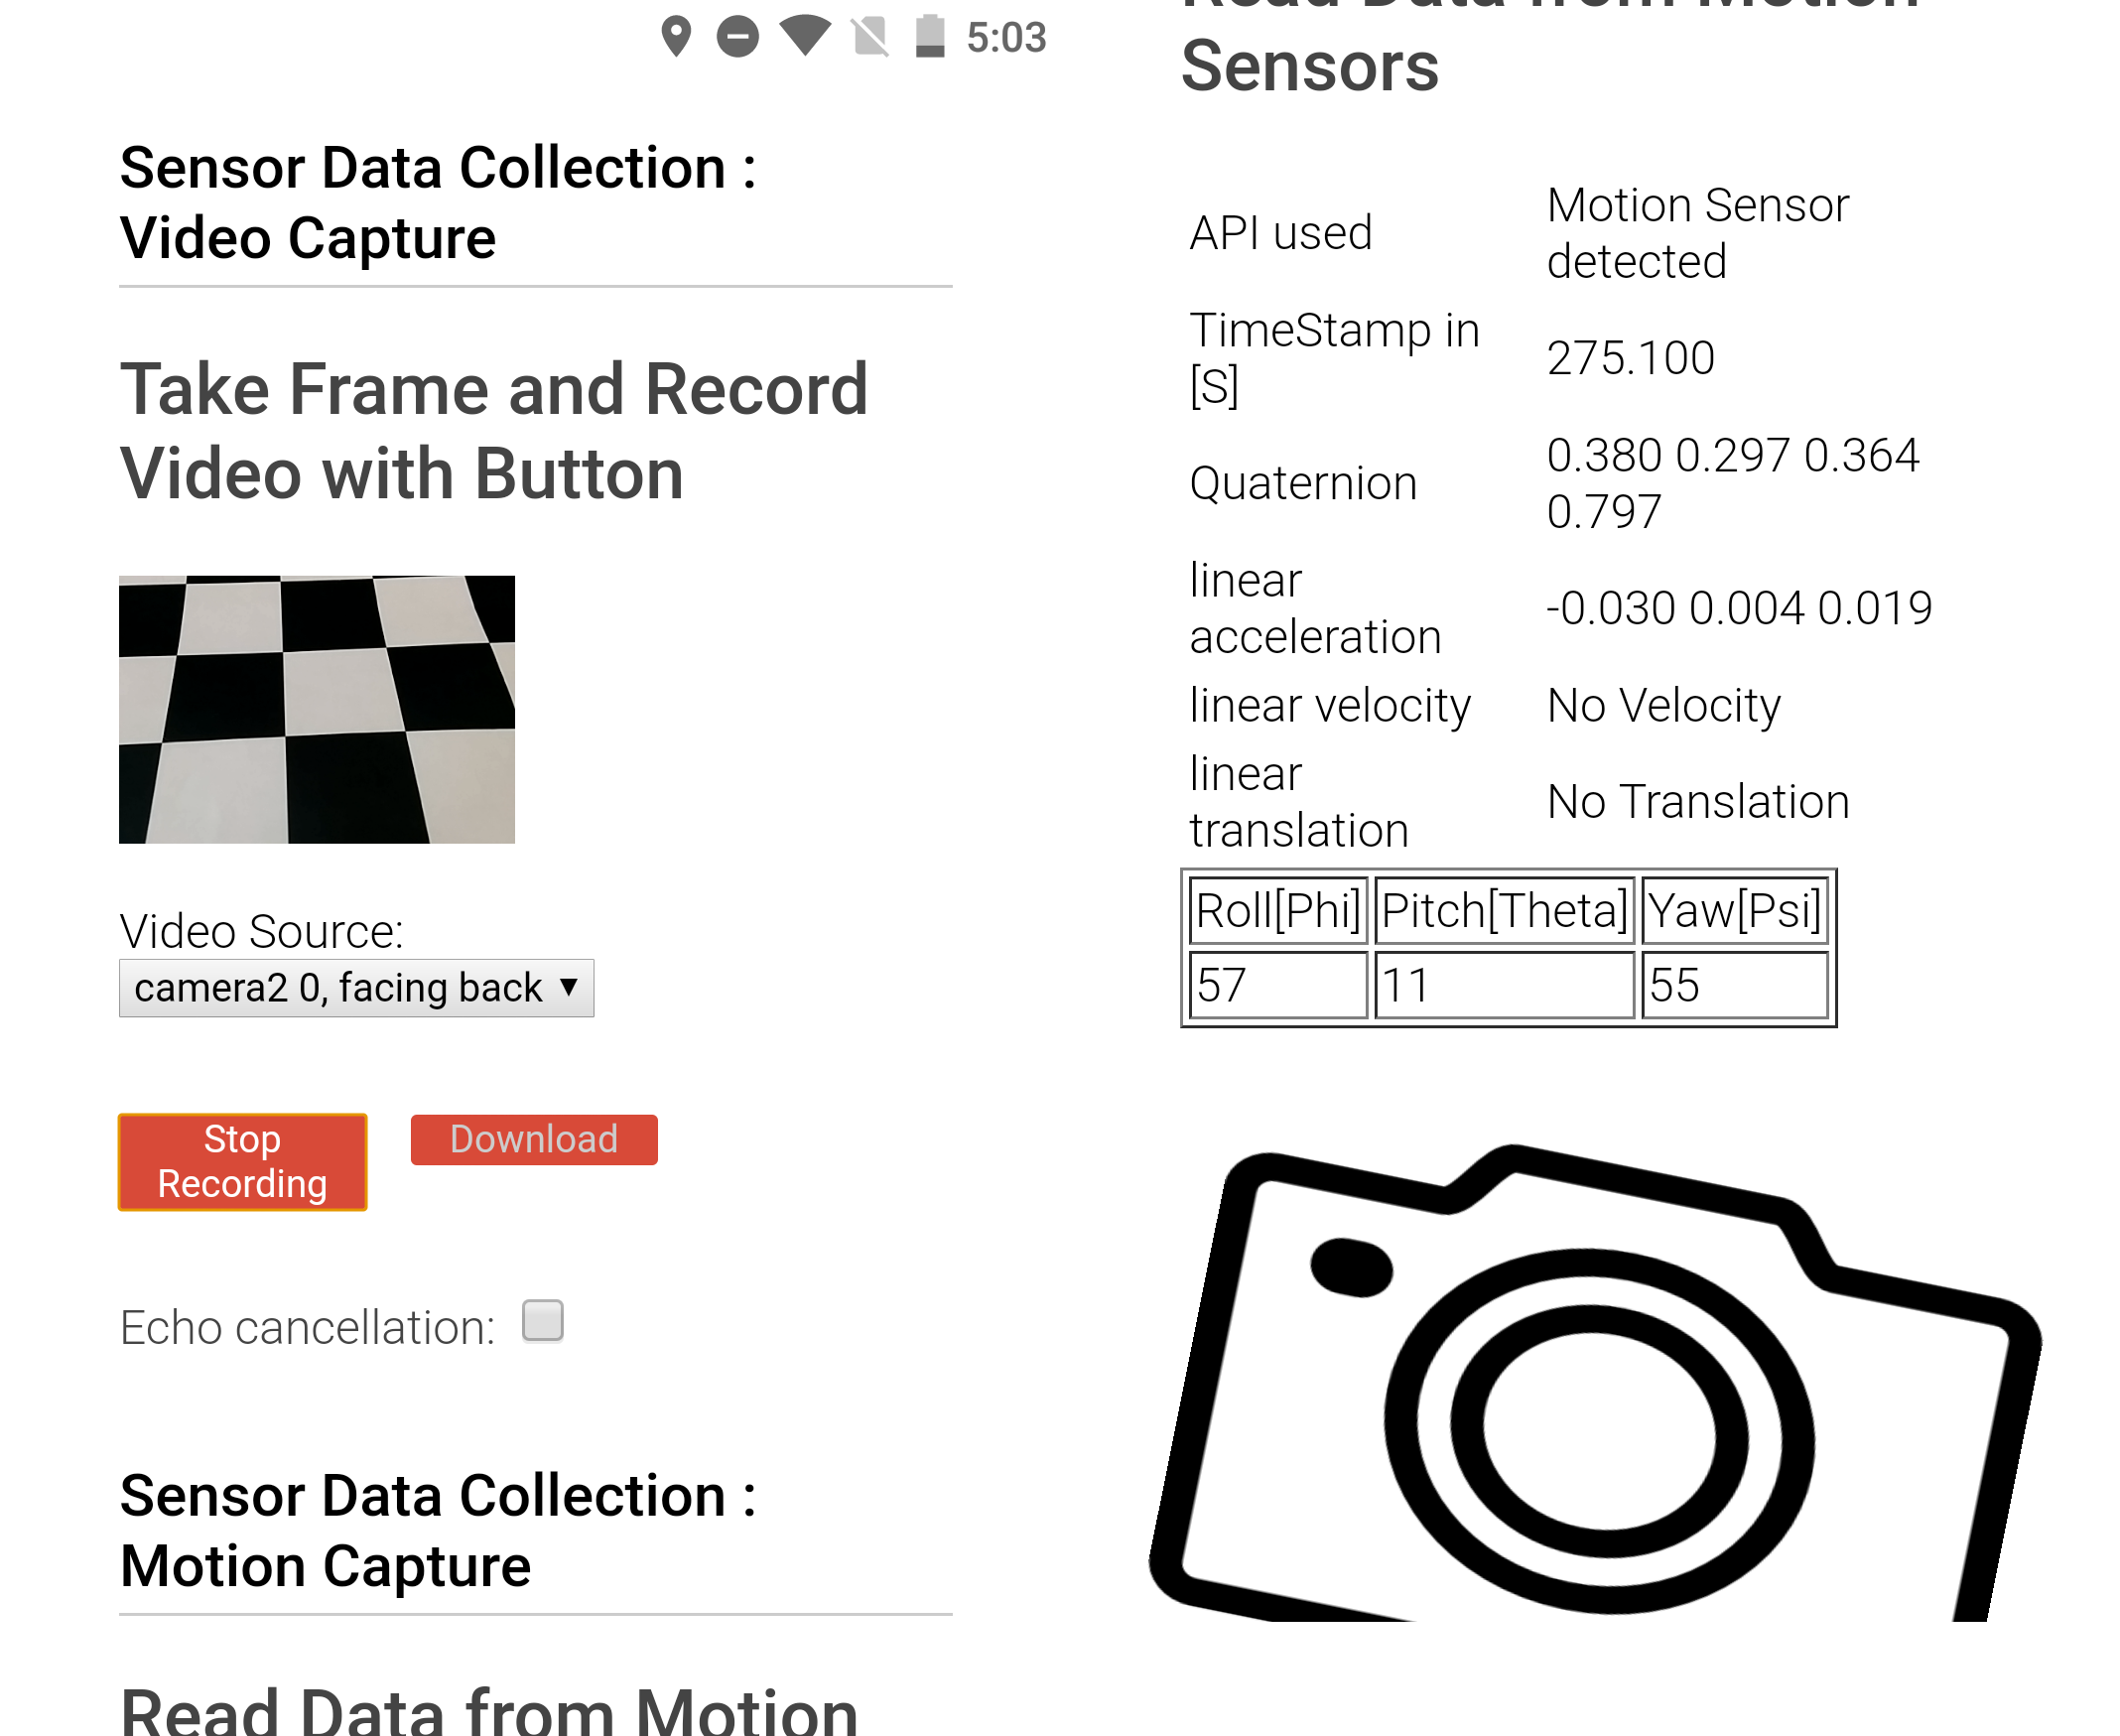 5:03
Sensor Data Collection :
Video Capture
Take Frame and Record
Video with Button
Video Source:
camera2 0, facing back
Stop
Recording
Download
Echo cancellation:
Sensor Data Collection :
Motion Capture
Read Data from Motion
Read Data from Motion
Sensors
API used
Motion Sensor
detected
TimeStamp in
[S]
275.100
Quaternion
0.380 0.297 0.364
0.797
linear
acceleration
-0.030 0.004 0.019
linear velocity
No Velocity
linear
translation
No Translation
Roll[Phi] Pitch[Theta] Yaw[Psi]
57 11 55